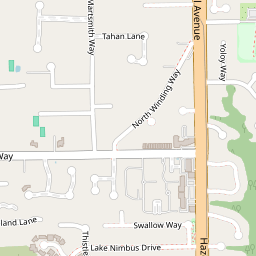 Tahan Lane
Martsmith Way
l Avenue
Yoloy Way
North Winding Way
Way
land Lane
Swallow Way
Thistle
Lake Nimbus Drive
Haz